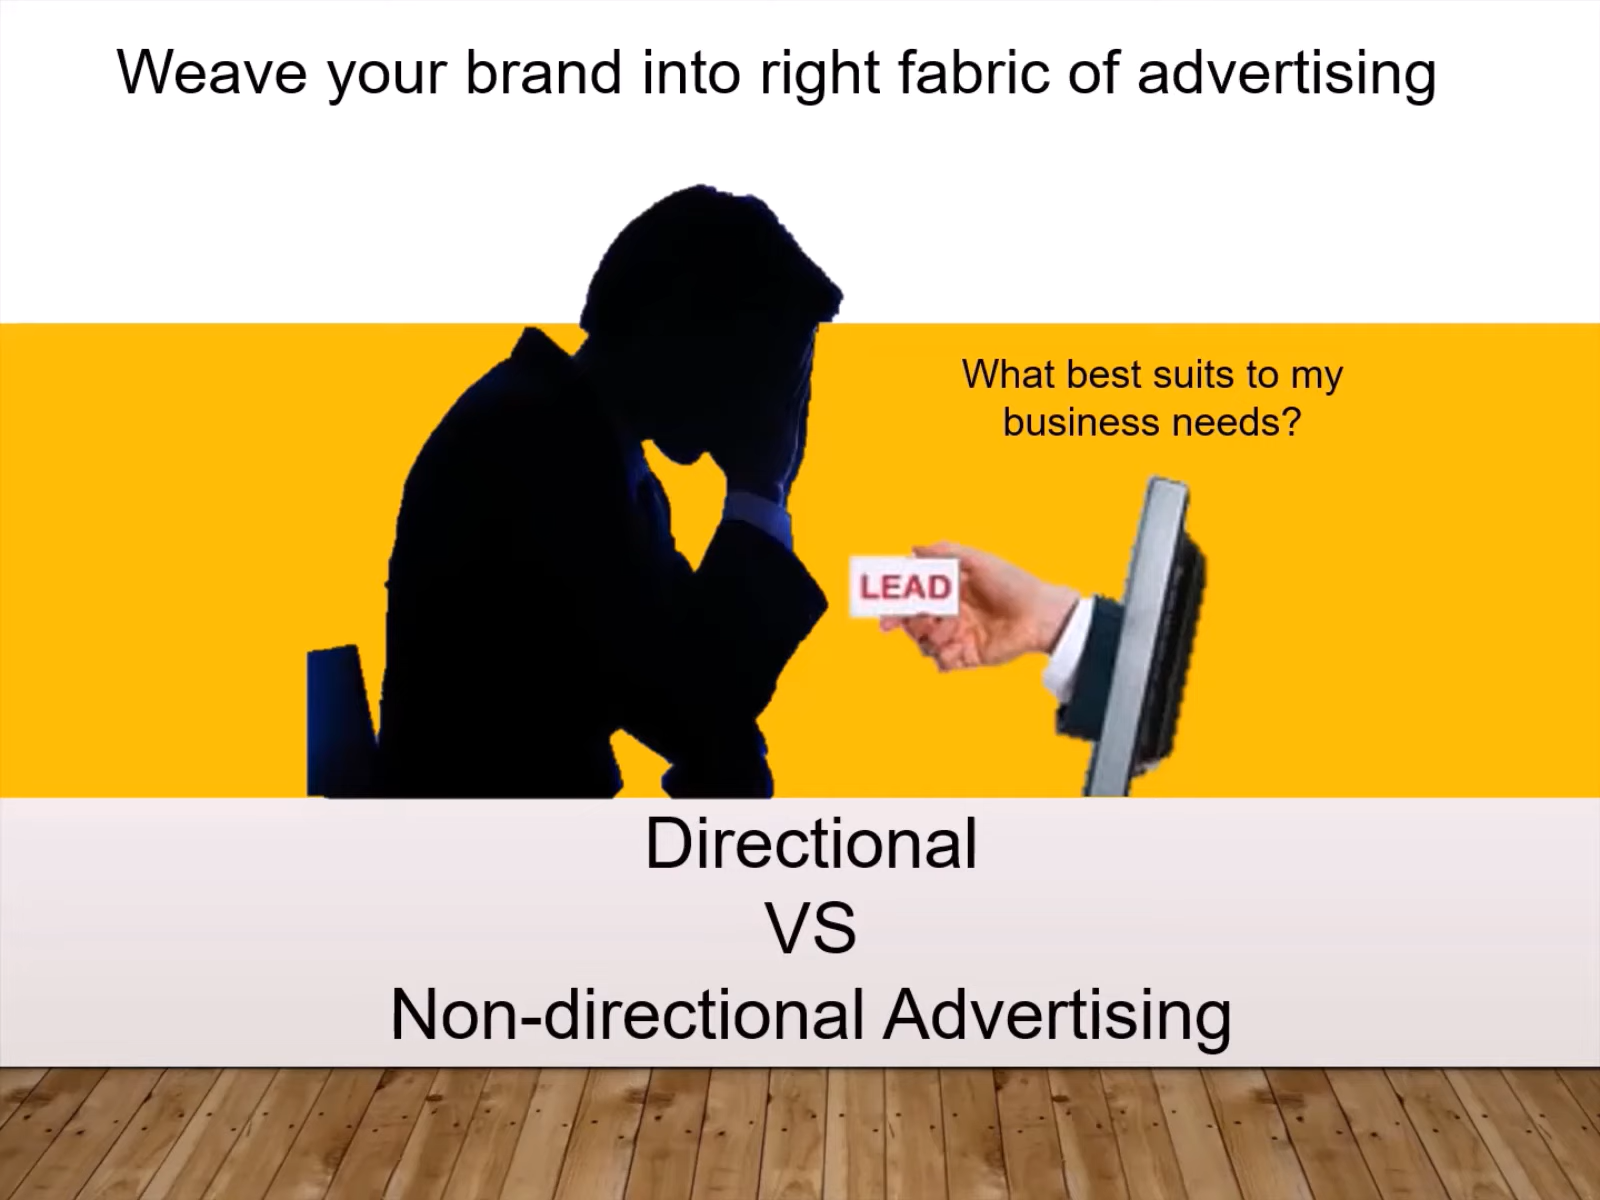 Weave your brand into right fabric of advertising
What best suits to my
business needs?
LEAD
Directional
VS
Non-directional Advertising